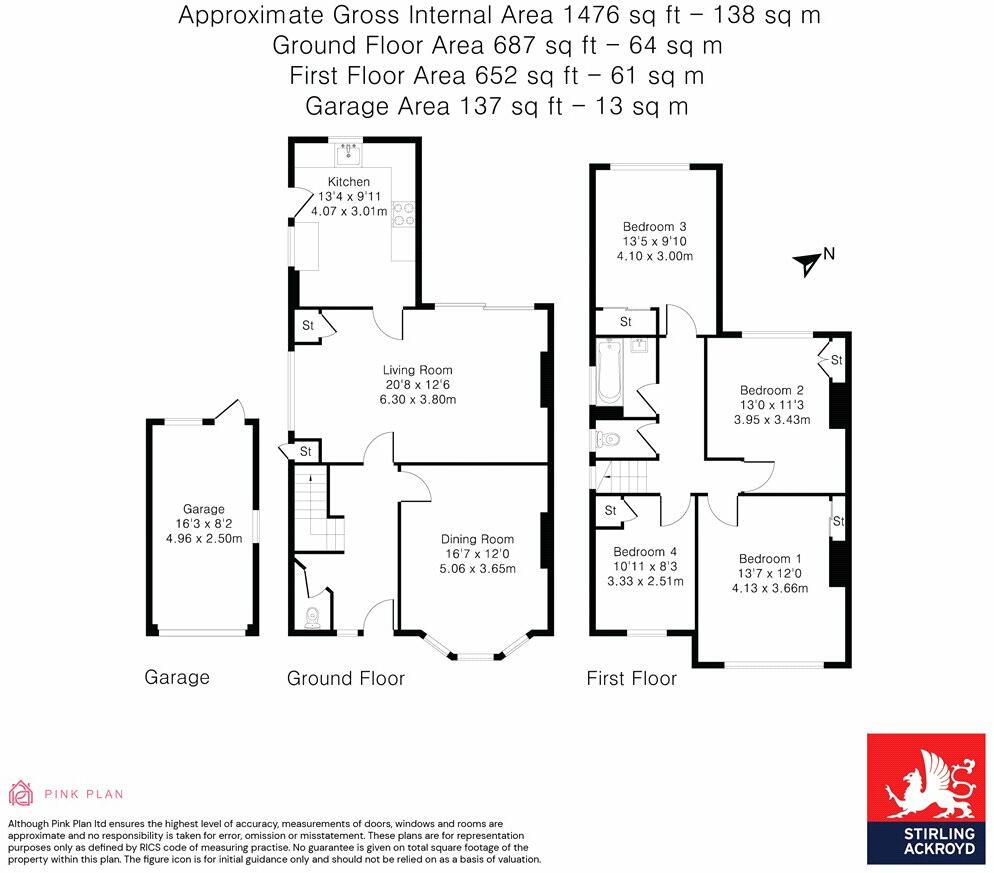 Approximate Gross Internal Area 1476 sq ft – 138 sq m
Ground Floor Area 687 sq ft – 64 sq m
First Floor Area 652 sq ft – 61 sq m
Garage Area 137 sq ft – 13 sq m
Garage
16'3 x 8'2
4.96 x 2.50m
Garage
Kitchen
13'4 x 9'11
4.07 x 3.01m
St
Living Room
20'8 x 12'6
6.30 x 3.80m
St
Dining Room
16'7 x 12'0
5.06 x 3.65m
Ground Floor
Bedroom 3
13'5 x 9'10
4.10 x 3.00m
N
St
St
Bedroom 2
13'0 x 11'3
3.95 x 3.43m
St
St
Bedroom 4
10'11 x 8'3
3.33 x 2.51m
Bedroom 1
13'7 x 12'0
4.13 x 3.66m
First Floor
PINK PLAN
Although Pink Plan ltd ensures the highest level of accuracy, measurements of doors, windows and rooms are
approximate and no responsibility is taken for error, omission or misstatement. These plans are for representation
purposes only as defined by RICS code of measuring practise. No guarantee is given on total square footage of the
property within this plan. The figure icon is for initial guidance only and should not be relied on as a basis of valuation.
STIRLING
ACKROYD